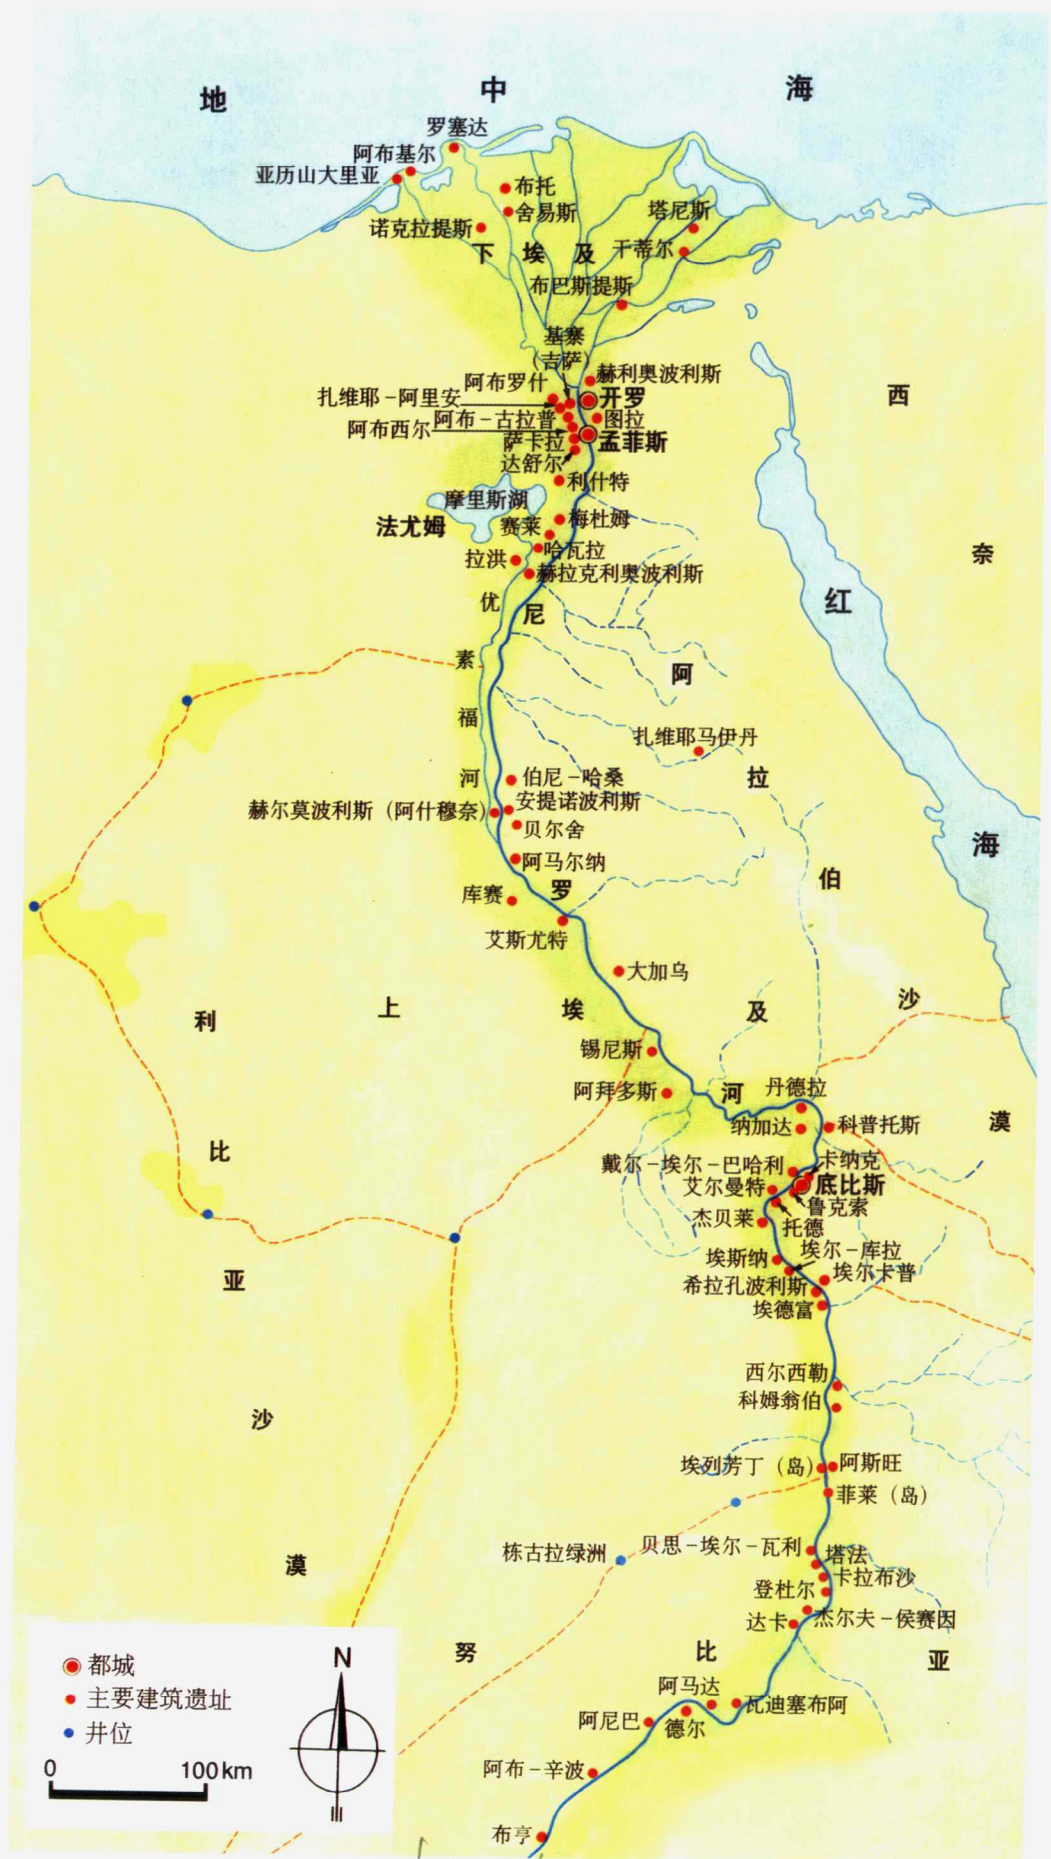 地中海
罗塞达
阿布基尔
亚历山大里亚
布托
舍易斯
塔尼斯
诺克拉提斯
下埃及
干蒂尔
布巴斯提斯
基寨
(吉萨)
赫利奥波利斯
阿布罗什
扎维耶-阿里安
开罗
西奈
阿布-古拉普
图拉
阿布西尔
孟菲斯
萨卡拉
达舒尔
利什特
摩里斯湖
梅杜姆
法尤姆
赛莱
哈瓦拉
拉洪
赫拉克利奥波利斯
红海
优素福河
尼罗河
阿拉伯沙漠
扎维耶马伊丹
伯尼-哈桑
安提诺波利斯
赫尔莫波利斯(阿什穆奈)
贝尔舍
阿马尔纳
库赛
艾斯尤特
大加乌
利比亚沙漠
上埃及
锡尼斯
阿拜多斯
丹德拉
纳加达
科普托斯
戴尔-埃尔-巴哈利
卡纳克
艾尔曼特
底比斯
鲁克索
杰贝莱
托德
埃斯纳
埃尔-库拉
埃尔卡普
希拉孔波利斯
埃德富
西尔西勒
科姆翁伯
埃列芳丁(岛)
阿斯旺
菲莱(岛)
栋古拉绿洲
贝思-埃尔-瓦利
塔法
卡拉布沙
登杜尔
达卡
杰尔夫-侯赛因
努比亚
阿马达
瓦迪塞布阿
阿尼巴
德尔
阿布-辛波
布亨
都城
主要建筑遗址
井位
N
0 100km